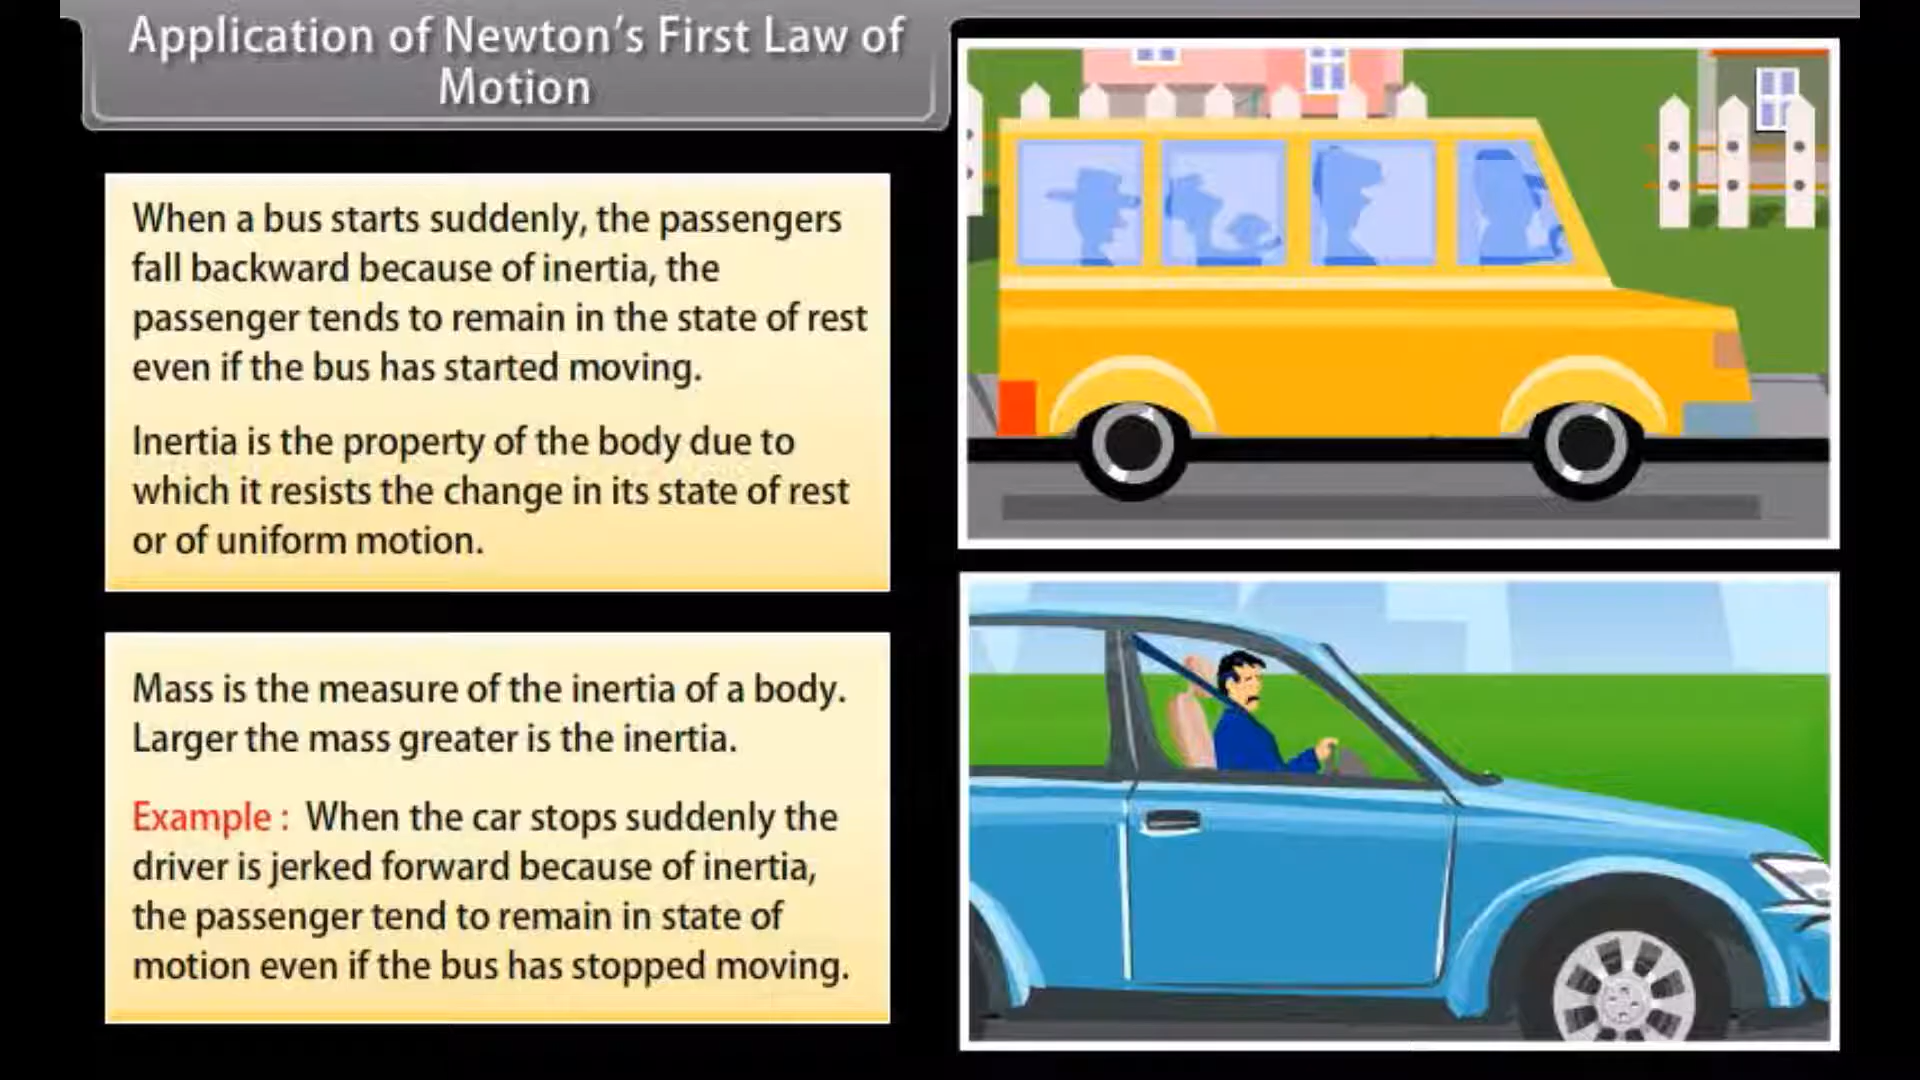 Application of Newton's First Law of
Motion
When a bus starts suddenly, the passengers
fall backward because of inertia, the
passenger tends to remain in the state of rest
even if the bus has started moving.
Inertia is the property of the body due to
which it resists the change in its state of rest
or of uniform motion.
Mass is the measure of the inertia of a body.
Larger the mass greater is the inertia.
Example : When the car stops suddenly the
driver is jerked forward because of inertia,
the passenger tend to remain in state of
motion even if the bus has stopped moving.